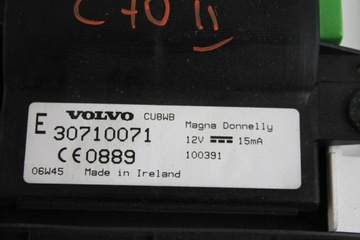 C70 II
VOLVO CU8WB
E 30710071 Magna Donnelly
12V 15mA
CE0889 100391
06W45 Made in Ireland